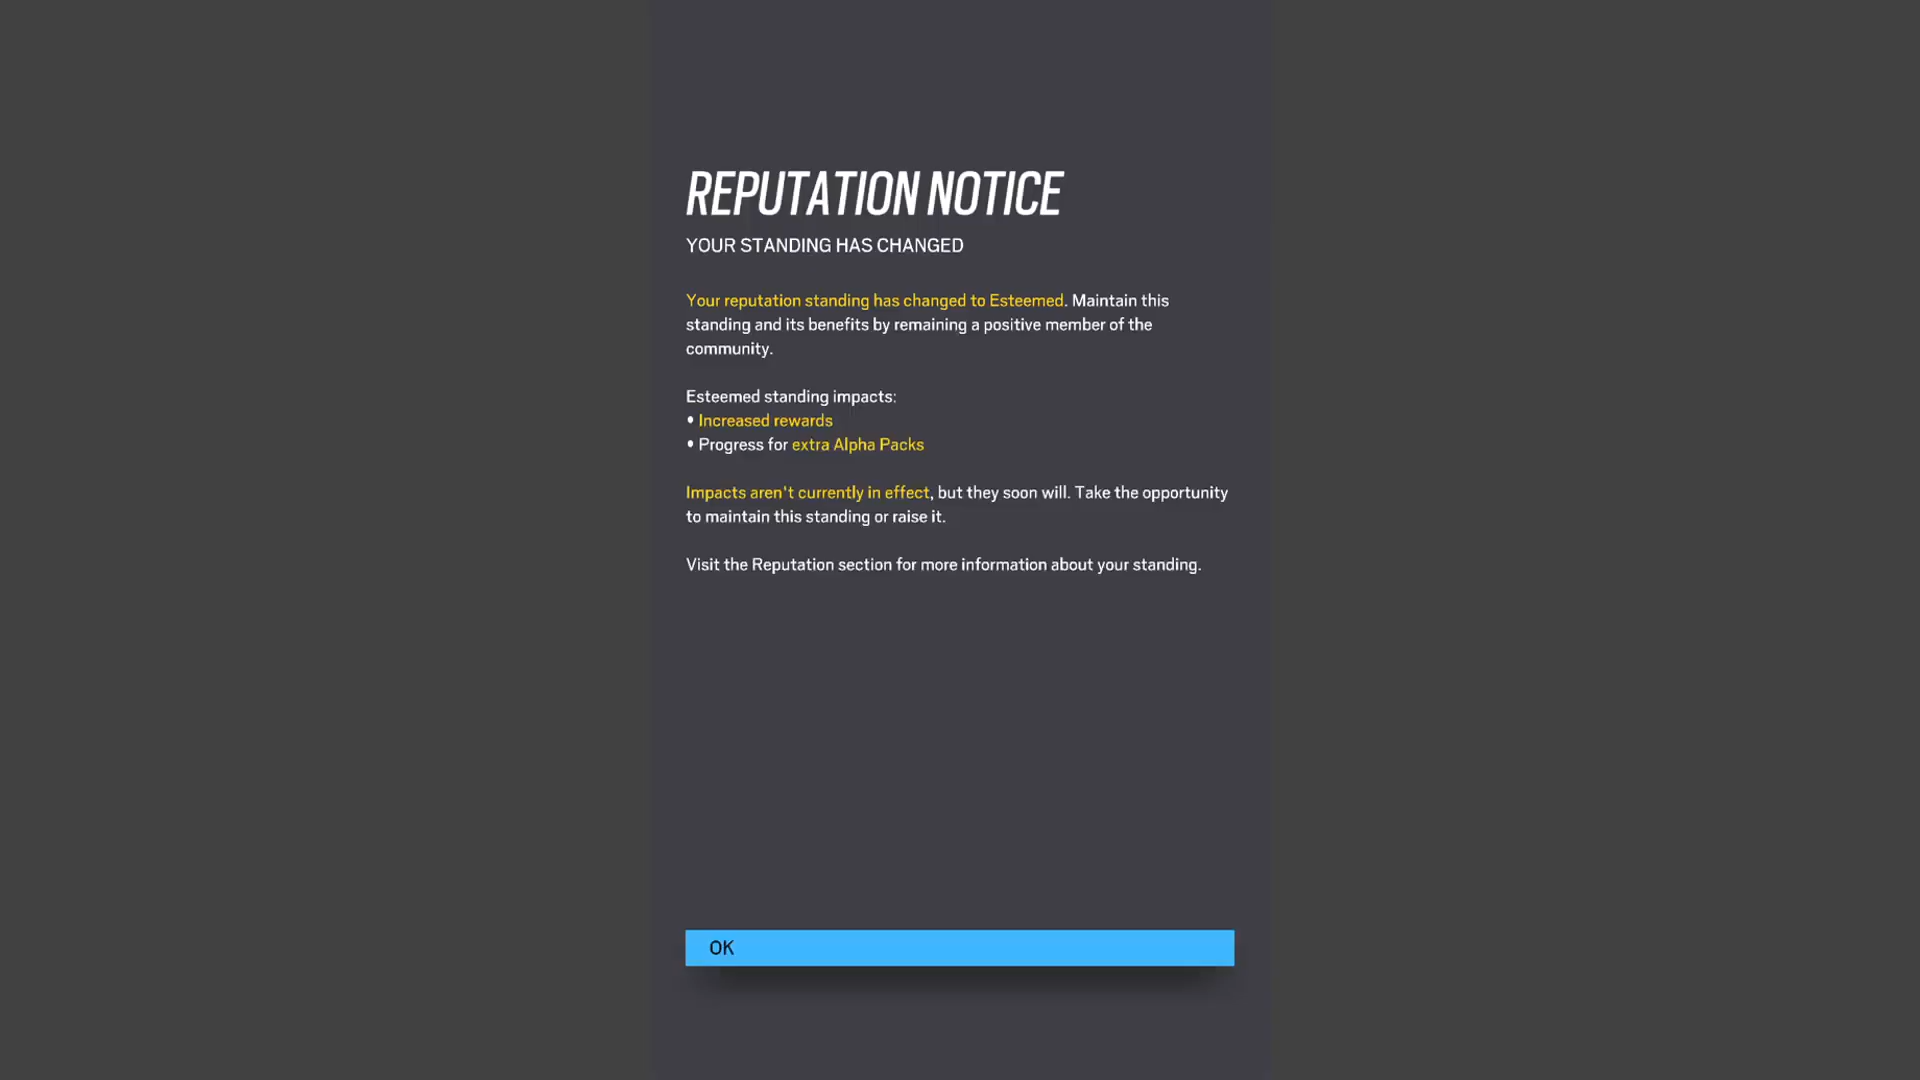 REPUTATION NOTICE
YOUR STANDING HAS CHANGED
Your reputation standing has changed to Esteemed. Maintain this
standing and its benefits by remaining a positive member of the
community.
Esteemed standing impacts:
• Increased rewards
• Progress for extra Alpha Packs
Impacts aren't currently in effect, but they soon will. Take the opportunity
to maintain this standing or raise it.
Visit the Reputation section for more information about your standing.
OK